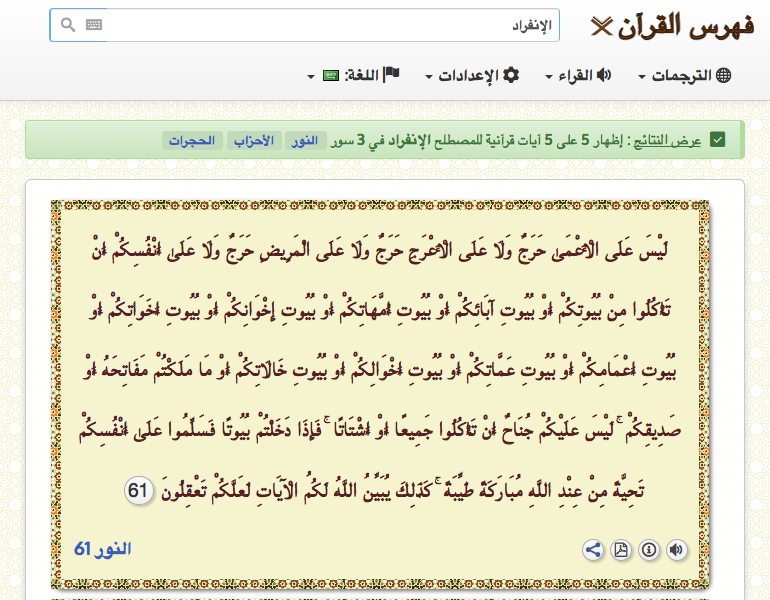 فهرس القرآن
الإنفراد
الترجمات
القراء
الإعدادات
اللغة:
عرض النتائج : إظهار 5 على 5 آيات قرآنية للمصطلح الإنفراد في 3 سور النور الأحزاب الحجرات
لَيْسَ عَلَى الْأَعْمَىٰ حَرَجٌ وَلَا عَلَى الْأَعْرَجِ حَرَجٌ وَلَا عَلَى الْمَرِيضِ حَرَجٌ وَلَا عَلَىٰ أَنْفُسِكُمْ أَنْ
تَأْكُلُوا مِنْ بُيُوتِكُمْ أَوْ بُيُوتِ آبَائِكُمْ أَوْ بُيُوتِ أُمَّهَاتِكُمْ أَوْ بُيُوتِ إِخْوَانِكُمْ أَوْ بُيُوتِ أَخَوَاتِكُمْ أَوْ
بُيُوتِ أَعْمَامِكُمْ أَوْ بُيُوتِ عَمَّاتِكُمْ أَوْ بُيُوتِ أَخْوَالِكُمْ أَوْ بُيُوتِ خَالَاتِكُمْ أَوْ مَا مَلَكْتُمْ مَفَاتِحَهُ أَوْ
صَدِيقِكُمْ ۚ لَيْسَ عَلَيْكُمْ جُنَاحٌ أَنْ تَأْكُلُوا جَمِيعًا أَوْ أَشْتَاتًا ۚ فَإِذَا دَخَلْتُمْ بُيُوتًا فَسَلِّمُوا عَلَىٰ أَنْفُسِكُمْ
تَحِيَّةً مِنْ عِنْدِ اللَّهِ مُبَارَكَةً طَيِّبَةً ۚ كَذَٰلِكَ يُبَيِّنُ اللَّهُ لَكُمُ الْآيَاتِ لَعَلَّكُمْ تَعْقِلُونَ 61
النور 61